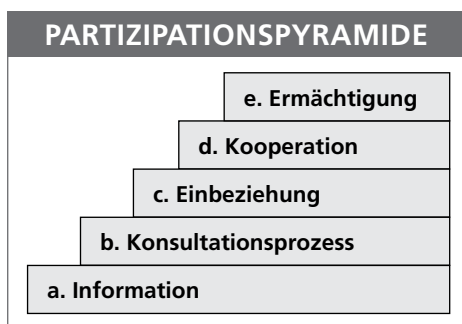 PARTIZIPATIONSPYRAMIDE
e. Ermächtigung
d. Kooperation
c. Einbeziehung
b. Konsultationsprozess
a. Information